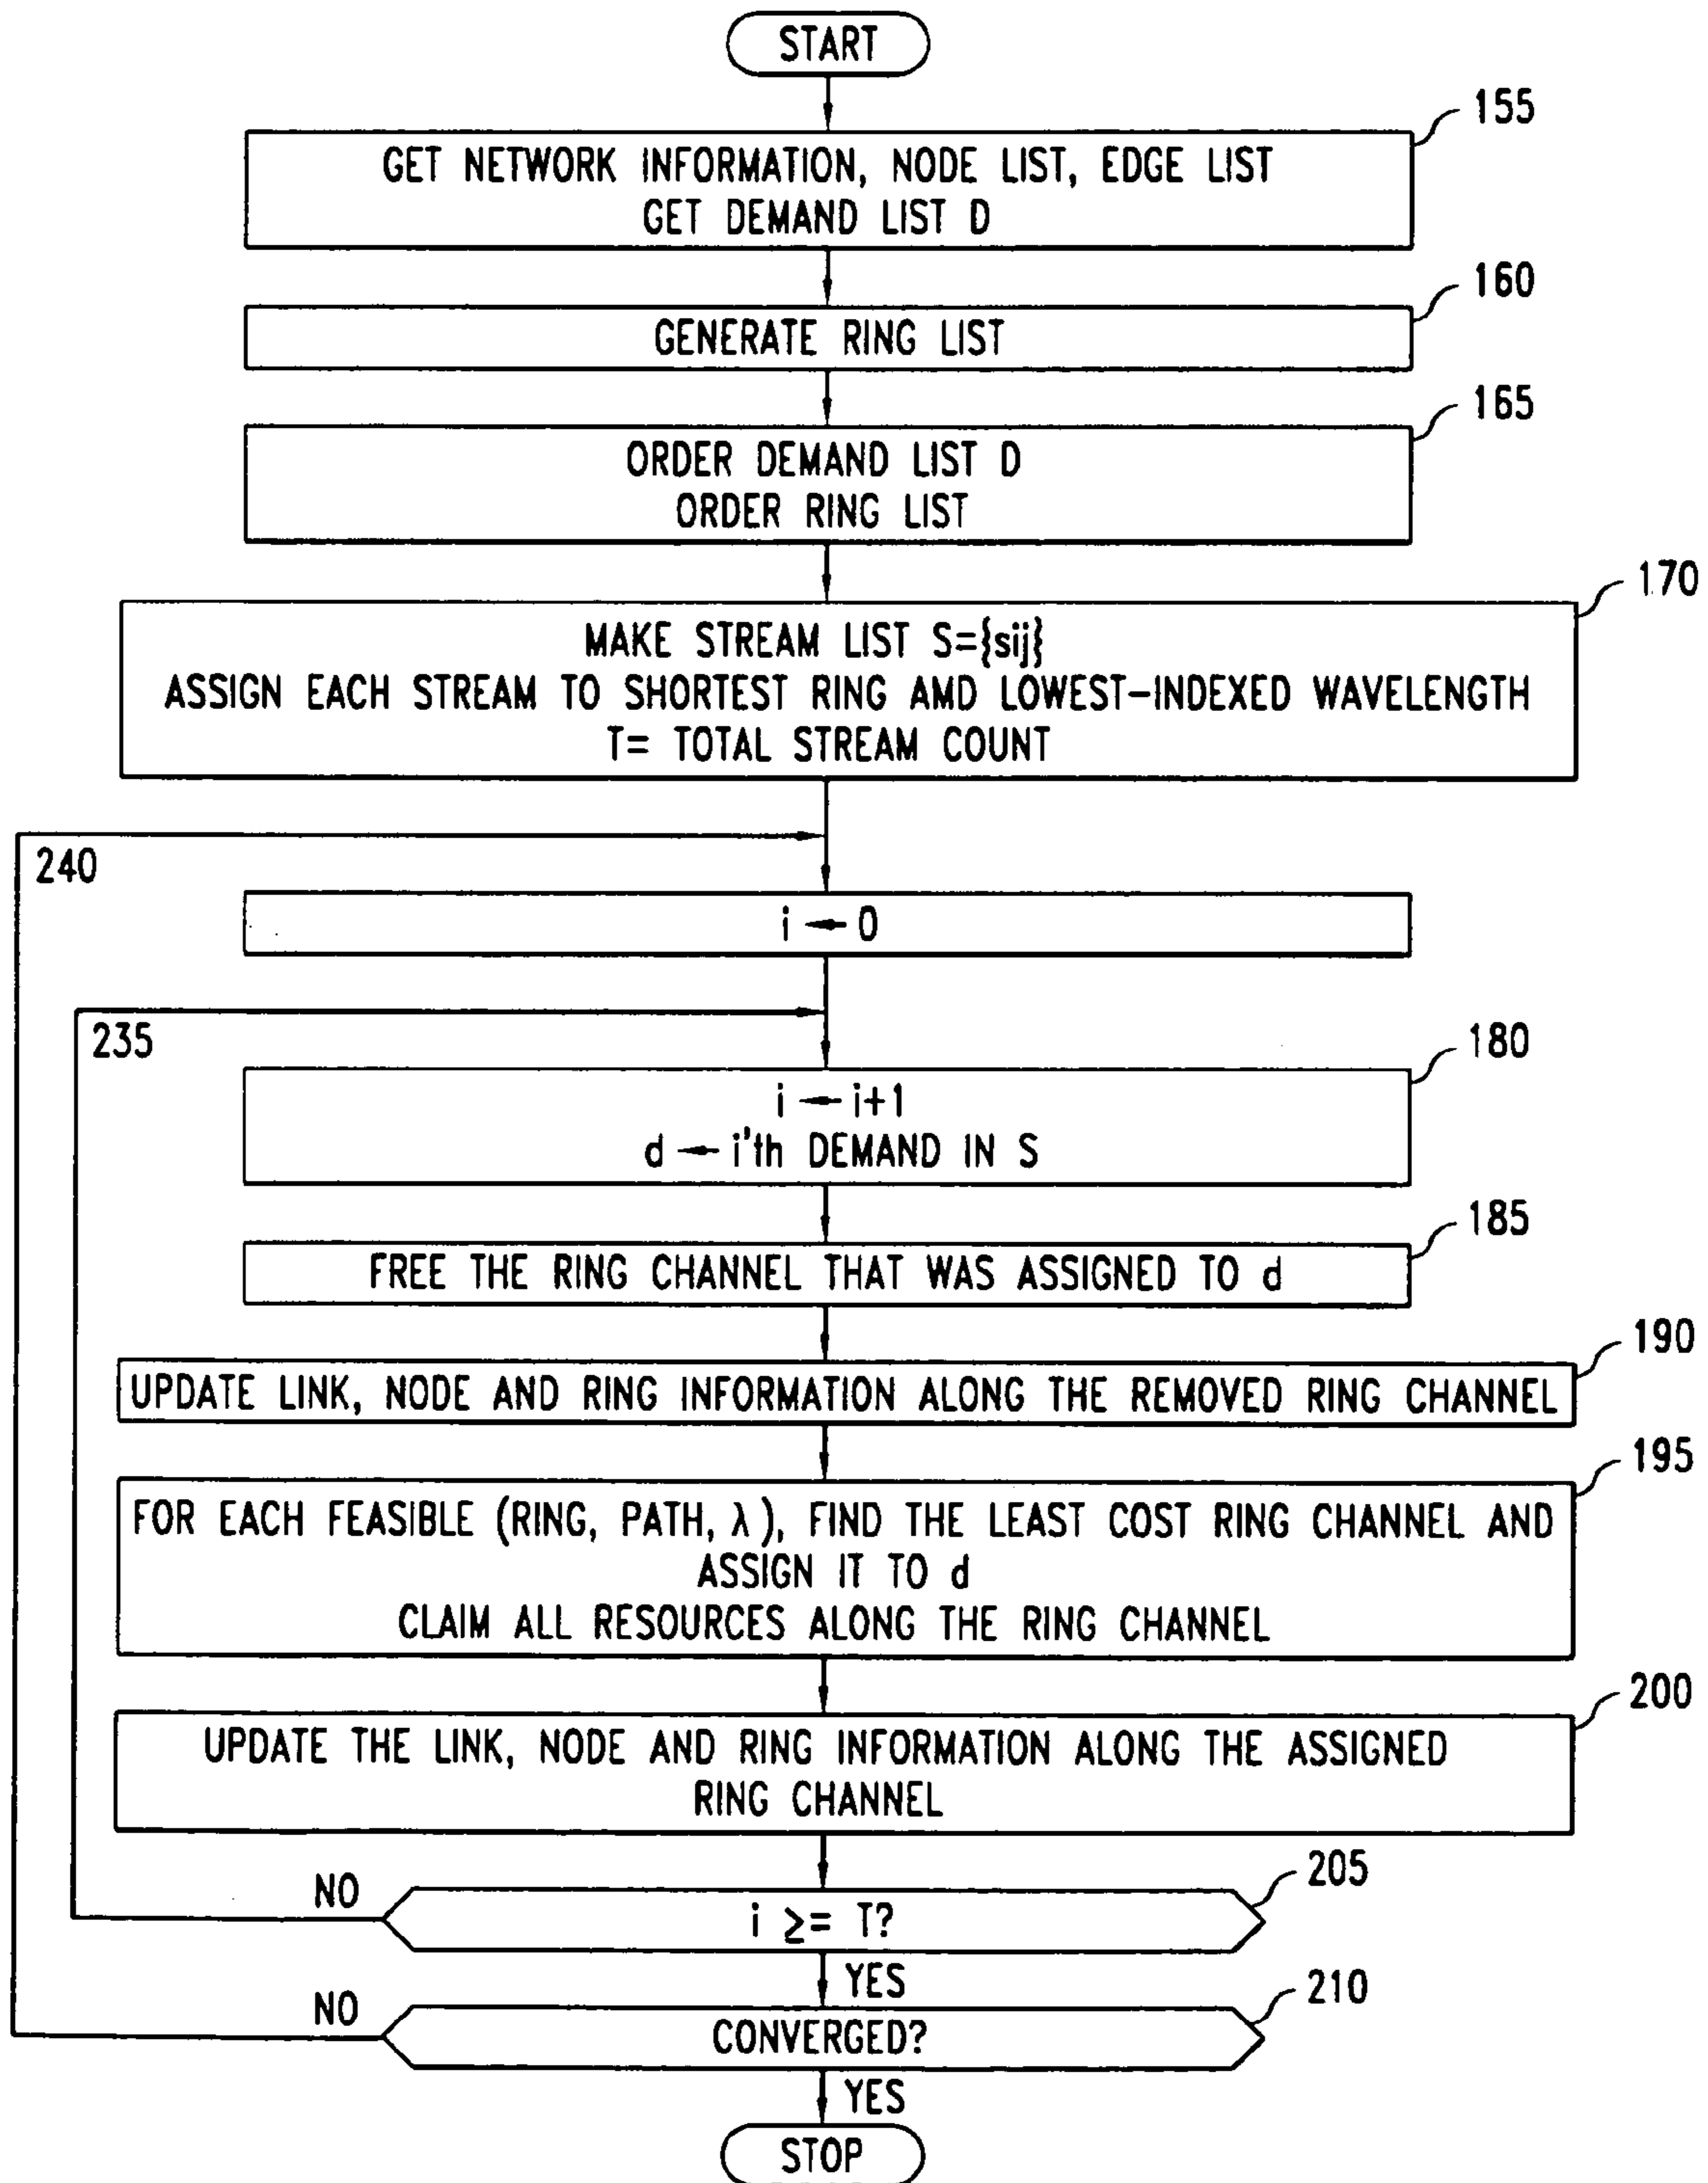 START
155
GET NETWORK INFORMATION, NODE LIST, EDGE LIST
GET DEMAND LIST D
160
GENERATE RING LIST
165
ORDER DEMAND LIST D
ORDER RING LIST
170
MAKE STREAM LIST S={sij}
ASSIGN EACH STREAM TO SHORTEST RING AMD LOWEST-INDEXED WAVELENGTH
T= TOTAL STREAM COUNT
240
i ← 0
235
180
i ← i+1
d ← i'th DEMAND IN S
185
FREE THE RING CHANNEL THAT WAS ASSIGNED TO d
190
UPDATE LINK, NODE AND RING INFORMATION ALONG THE REMOVED RING CHANNEL
195
FOR EACH FEASIBLE (RING, PATH, λ), FIND THE LEAST COST RING CHANNEL AND
ASSIGN IT TO d
CLAIM ALL RESOURCES ALONG THE RING CHANNEL
200
UPDATE THE LINK, NODE AND RING INFORMATION ALONG THE ASSIGNED
RING CHANNEL
205
NO
i ≥= T?
YES
210
NO
CONVERGED?
YES
STOP